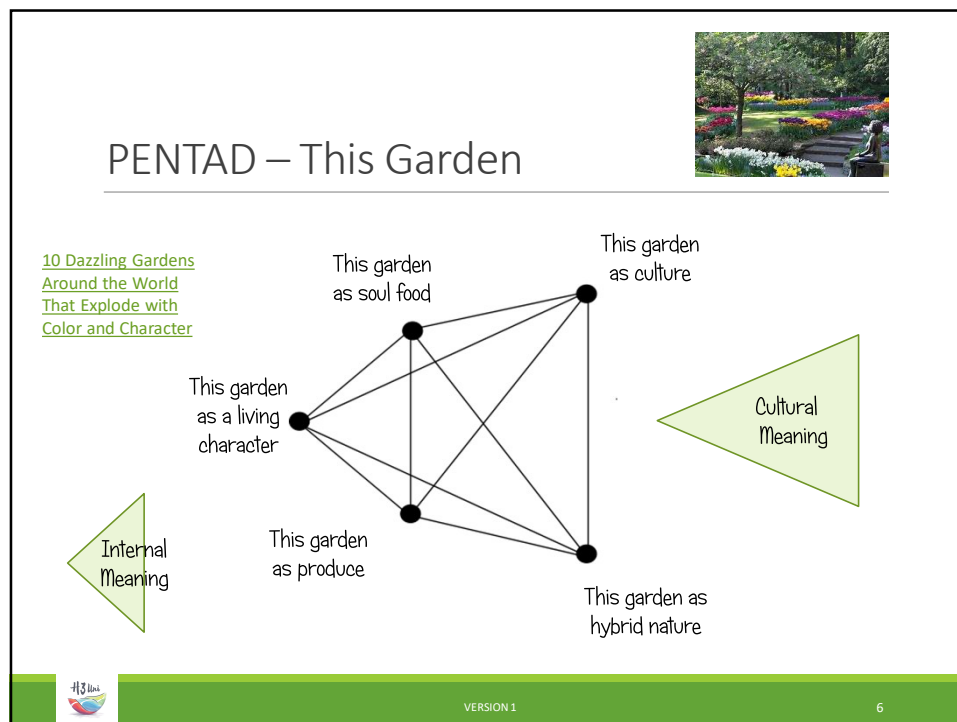 PENTAD – This Garden
10 Dazzling Gardens
Around the World
That Explode with
Color and Character
This garden
as soul food
This garden
as culture
This garden
as a living
character
Cultural
Meaning
Internal
Meaning
This garden
as produce
This garden as
hybrid nature
H3Uni
VERSION 1
6